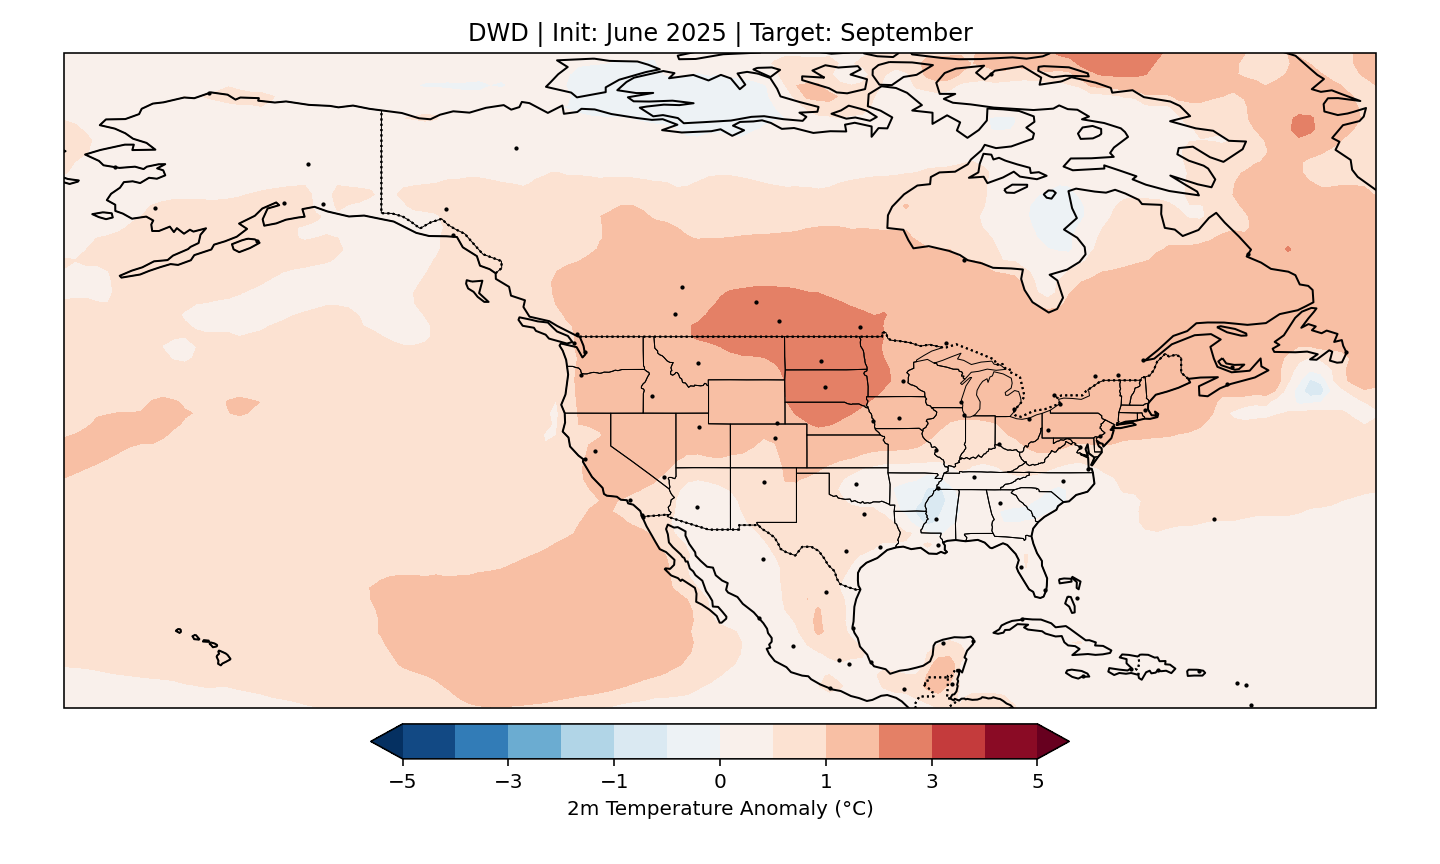 DWD | Init: June 2025 | Target: September
−5 −3 −1 0 1 3 5
2m Temperature Anomaly (°C)